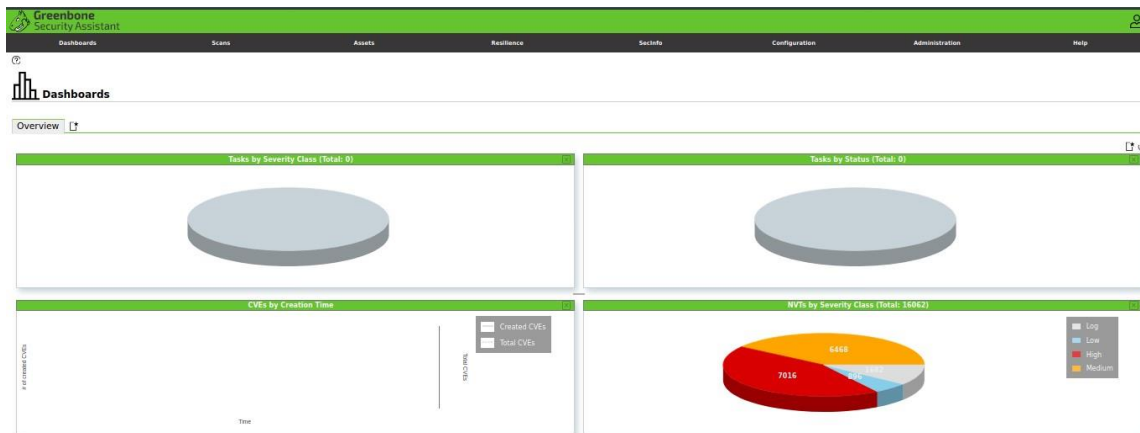 Greenbone
Security Assistant
Dashboards Scans Assets Resilience SecInfo Configuration Administration Help
Dashboards
Overview
Tasks by Severity Class (Total: 0)
Tasks by Status (Total: 0)
CVEs by Creation Time
Created CVEs
Total CVEs
# of created CVEs
Total CVEs
Time
NVTs by Severity Class (Total: 16062)
6468
7016
Log
Low
High
Medium